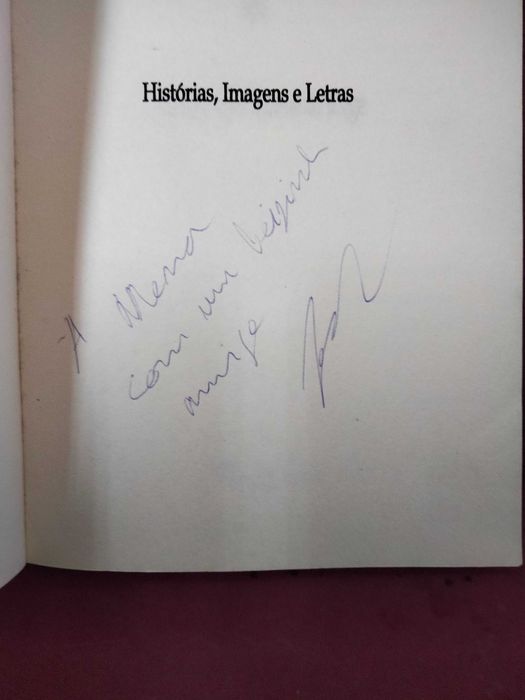 Histórias, Imagens e Letras
À Mena
com um beijinho
amigo